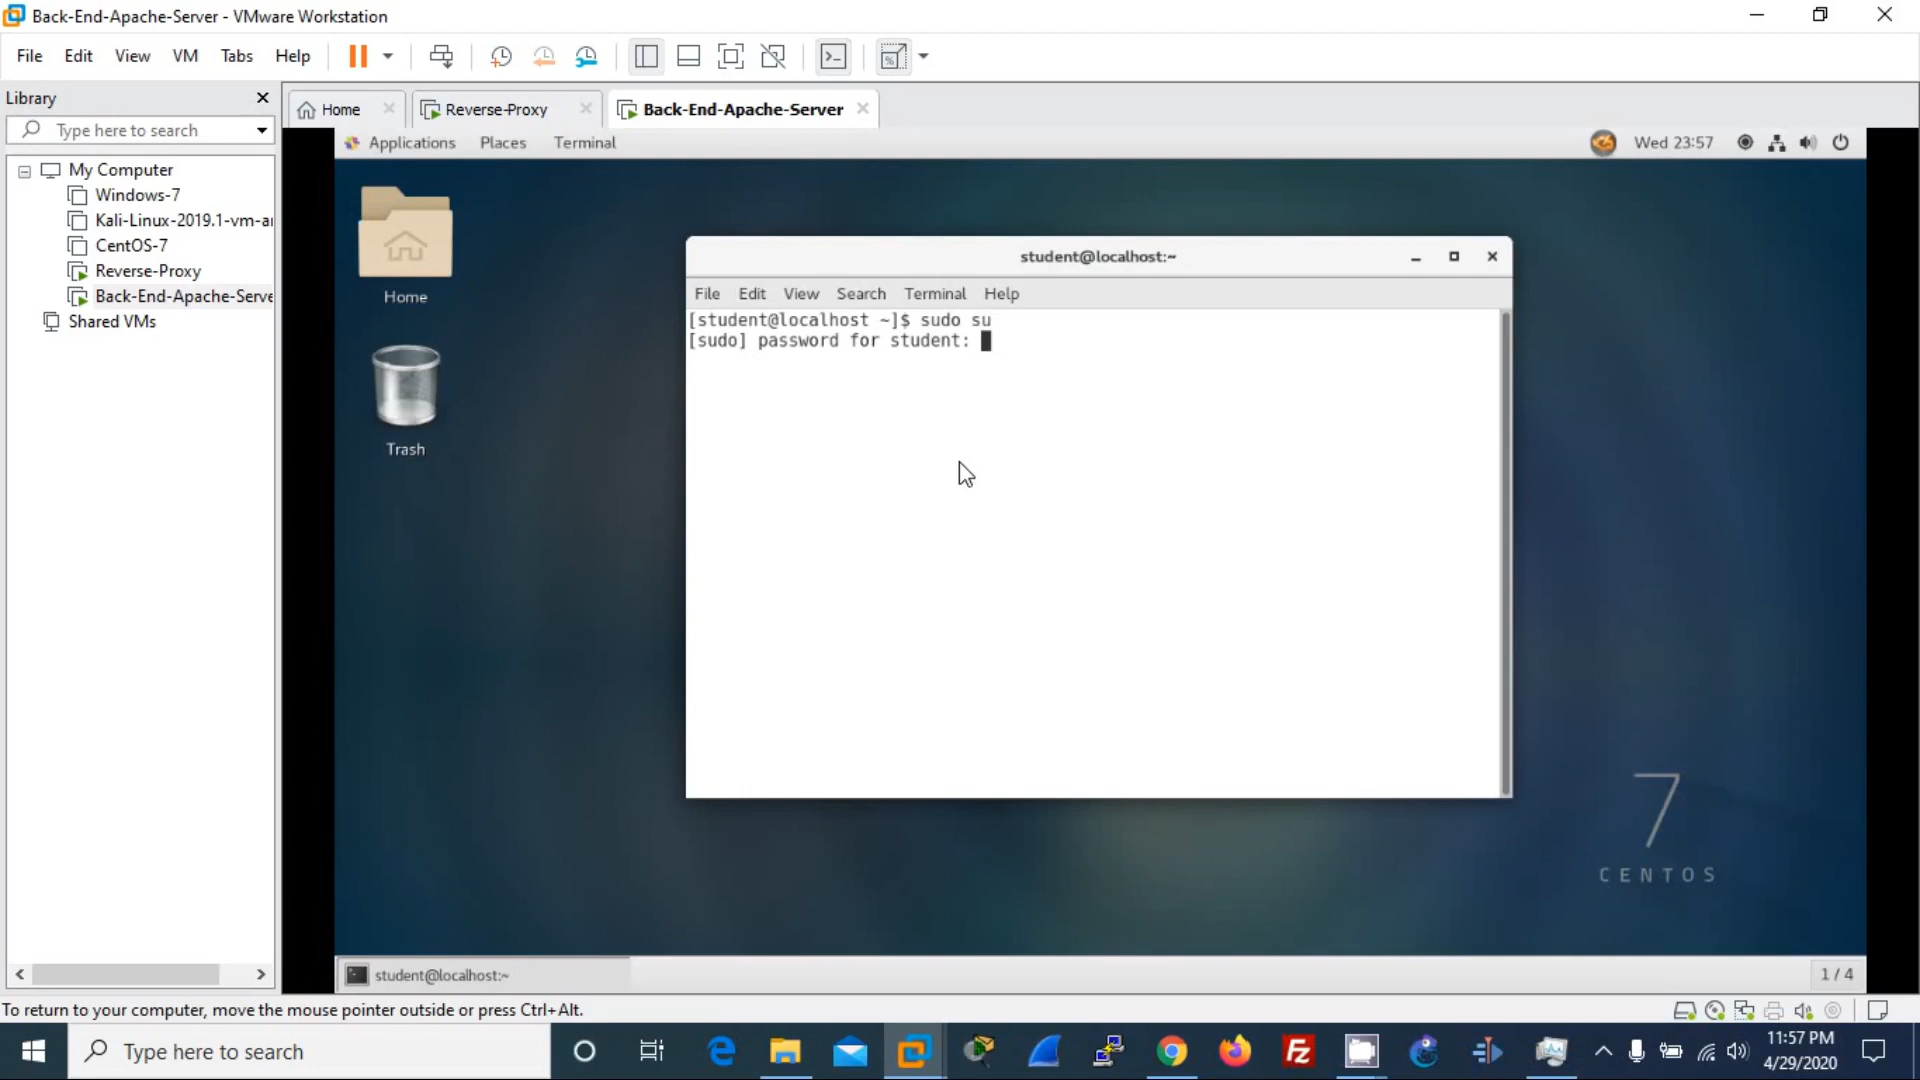 Back-End-Apache-Server - VMware Workstation
File Edit View VM Tabs Help
Library
Type here to search
My Computer
Windows-7
Kali-Linux-2019.1-vm-a
CentOS-7
Reverse-Proxy
Back-End-Apache-Serve
Shared VMs
Home Reverse-Proxy Back-End-Apache-Server
Applications Places Terminal Wed 23:57
Home
Trash
student@localhost:~
File Edit View Search Terminal Help
[student@localhost ~]$ sudo su
[sudo] password for student:
7
CENTOS
student@localhost:~ 1 / 4
To return to your computer, move the mouse pointer outside or press Ctrl+Alt.
Type here to search
11:57 PM
4/29/2020